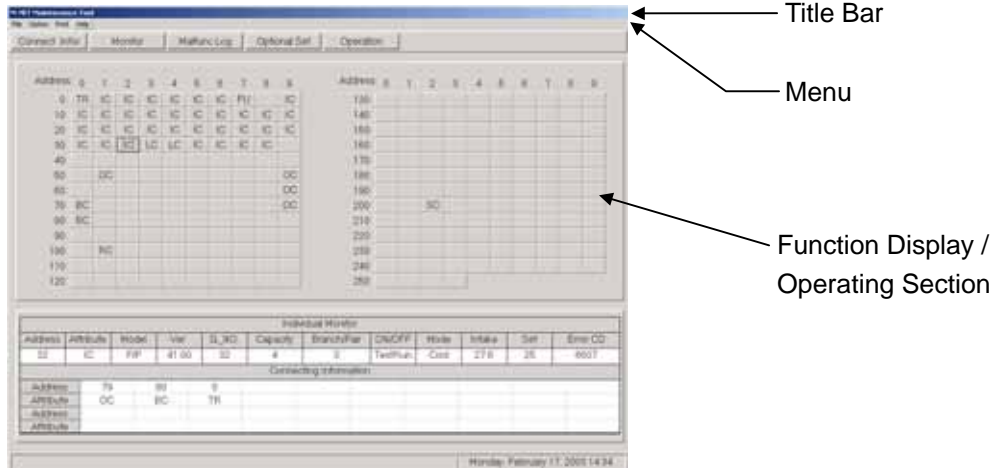 M-NET Maintenance Tool
File Option Tool Help
Connect Infor Monitor Malfunc Log Optional Set Operation
Title Bar
Menu
Address 0 1 2 3 4 5 6 7 8 9
0 TR IC IC IC IC IC IC FU IC
10 IC IC IC IC IC IC IC IC IC IC
20 IC IC IC IC IC IC IC IC IC IC
30 IC IC IC LC LC IC IC IC IC
40
50 OC OC
60 OC
70 BC OC
80 BC
90
100 RC
110
120
Address 0 1 2 3 4 5 6 7 8 9
130
140
150
160
170
180
190
200 SC
210
220
230
240
250
Function Display /
Operating Section
Individual Monitor
Address Attribute Model Ver S_NO Capacity Branch/Pair ON/OFF Mode Intake Set Error CD
32 IC 41.00 32 4 0 TestRun Cool 27.6 25 6607
Connecting Information
Address 79 80 0
Attribute OC BC TR
Address
Attribute
Monday, February 17, 2003 14:34